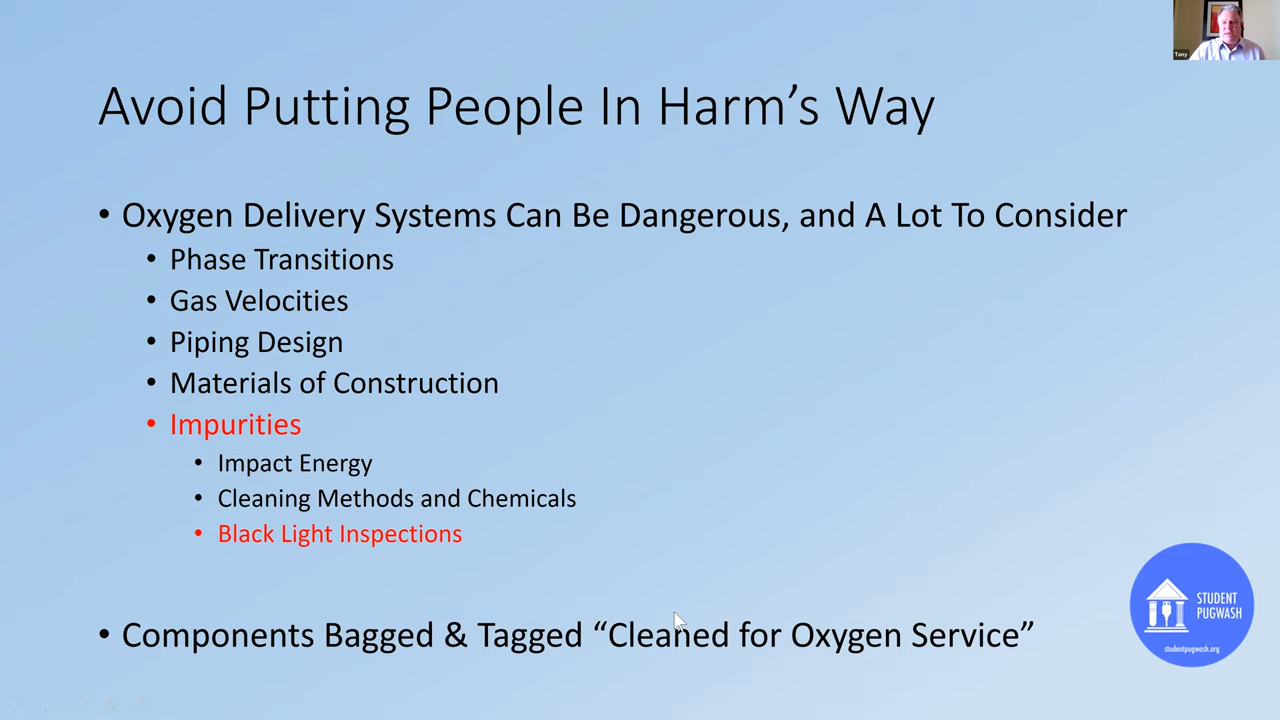 Tony
Avoid Putting People In Harm’s Way
• Oxygen Delivery Systems Can Be Dangerous, and A Lot To Consider
• Phase Transitions
• Gas Velocities
• Piping Design
• Materials of Construction
• Impurities
• Impact Energy
• Cleaning Methods and Chemicals
• Black Light Inspections
• Components Bagged & Tagged “Cleaned for Oxygen Service”
STUDENT
PUGWASH
studentpugwash.org